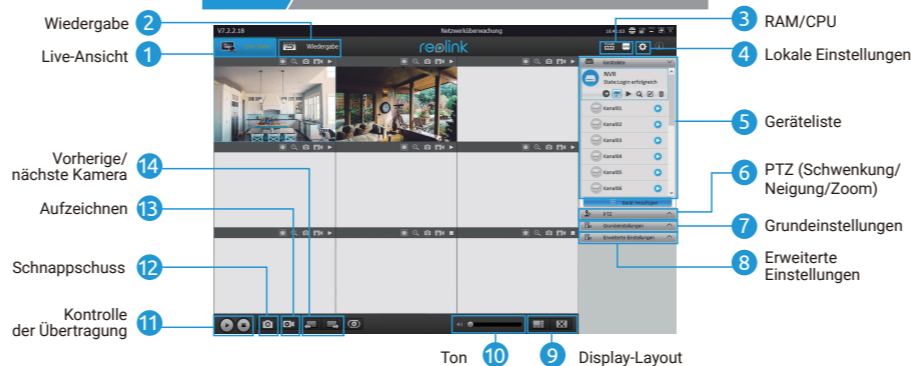 Wiedergabe 2
Live-Ansicht 1
3 RAM/CPU
4 Lokale Einstellungen
V7.2.2.18
Netzwerküberwachung
Wiedergabe
reolink
Geräteliste
NVR
State:Login erfolgreich
Kanal01
Kanal02
Kanal03
Kanal04
Kanal05
Kanal06
Gerät hinzufügen
PTZ
Grundeinstellungen
Erweiterte Einstellungen
5 Geräteliste
6 PTZ (Schwenkung/
Neigung/Zoom)
7 Grundeinstellungen
8 Erweiterte
Einstellungen
Vorherige/
nächste Kamera 14
Aufzeichnen 13
Schnappschuss 12
Kontrolle
der Übertragung 11
Ton 10
9 Display-Layout